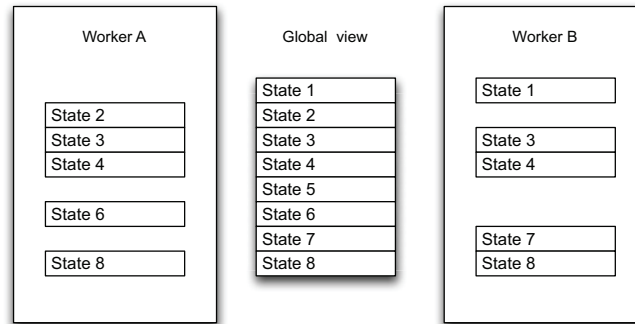 Worker A
State 2
State 3
State 4
State 6
State 8
Global view
State 1
State 2
State 3
State 4
State 5
State 6
State 7
State 8
Worker B
State 1
State 3
State 4
State 7
State 8